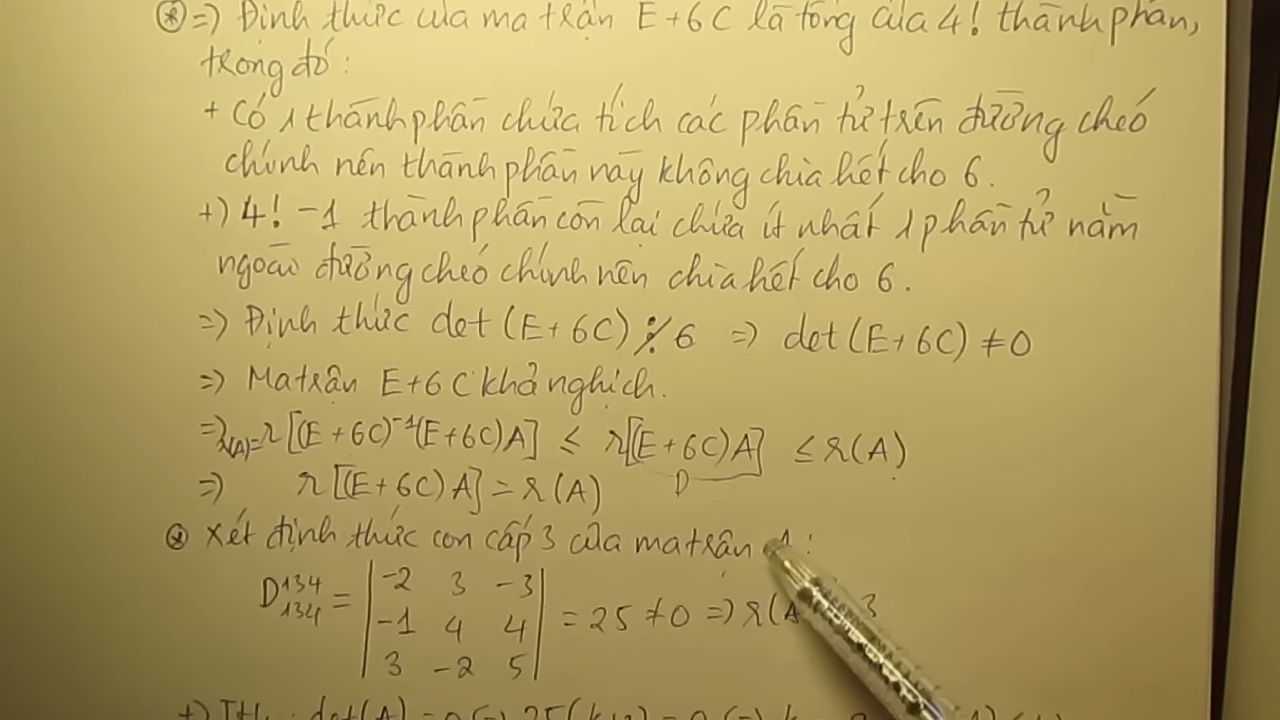 ⊛ => Định thức của ma trận E+6C là tổng của 4! thành phần,
trong đó:
+ Có 1 thành phần chứa tích các phần tử trên đường chéo
chính nên thành phần này không chia hết cho 6.
+) 4! -1 thành phần còn lại chứa ít nhất 1 phần tử nằm
ngoài đường chéo chính nên chia hết cho 6.
=> Định thức det (E+6C) ⋮̸ 6 => det (E+6C) ≠ 0
=> Ma trận E+6C khả nghịch.
=> r(A)= r [(E+6C)⁻¹(E+6C)A] ≤ r[(E+6C)A] ≤ r(A)
D
=> r [(E+6C)A] = r(A)
⊛ Xét định thức con cấp 3 của ma trận
D¹³⁴₁₃₄ = | -2 3 -3 |
| -1 4 4 | = 25 ≠ 0 => r(A 3
| 3 -2 5 |
det(A) = 0